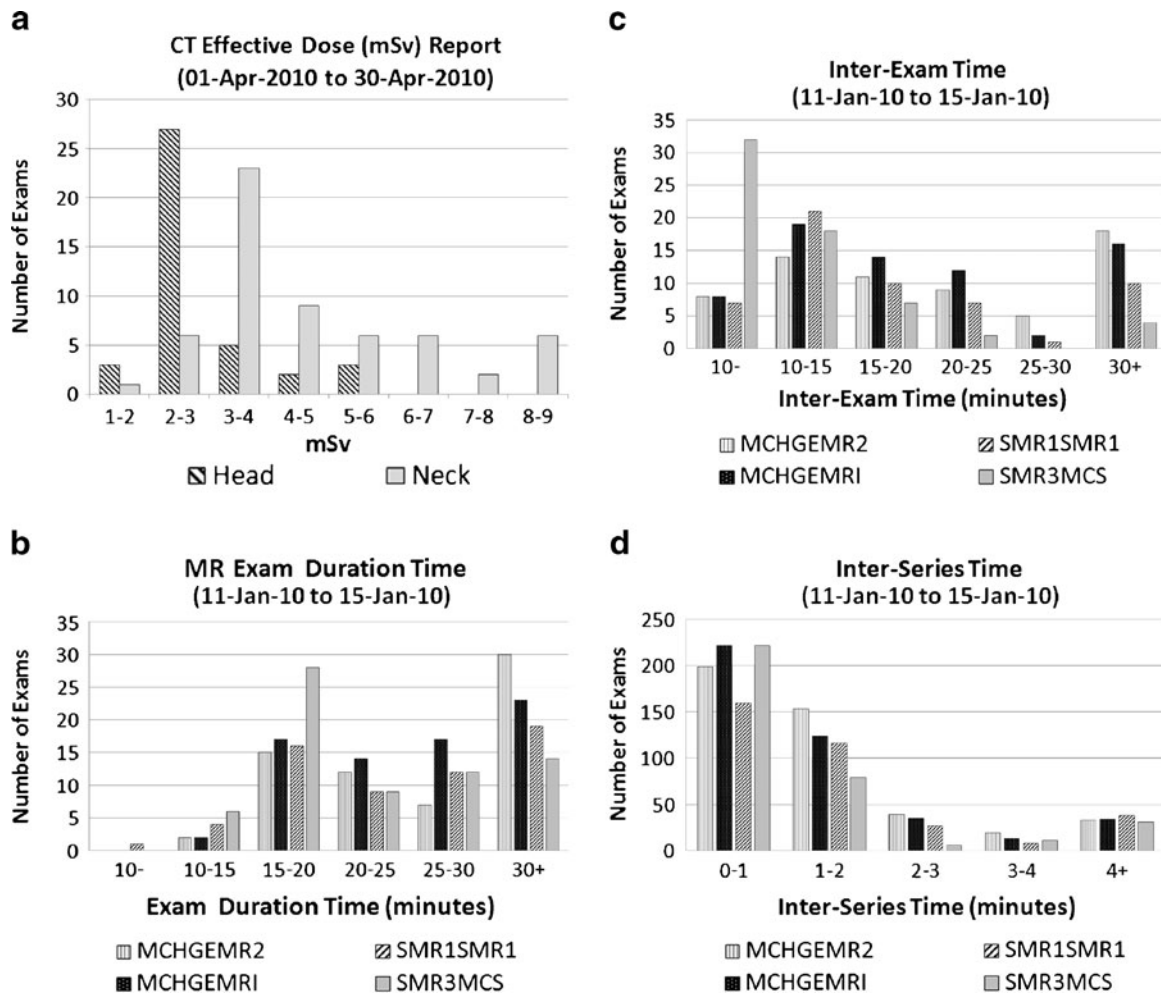 a
CT Effective Dose (mSv) Report
(01-Apr-2010 to 30-Apr-2010)
Number of Exams
30
25
20
15
10
5
0
1-2 2-3 3-4 4-5 5-6 6-7 7-8 8-9
mSv
Head Neck
b
MR Exam Duration Time
(11-Jan-10 to 15-Jan-10)
Number of Exams
35
30
25
20
15
10
5
0
10- 10-15 15-20 20-25 25-30 30+
Exam Duration Time (minutes)
MCHGEMR2 SMR1SMR1
MCHGEMRI SMR3MCS
c
Inter-Exam Time
(11-Jan-10 to 15-Jan-10)
Number of Exams
35
30
25
20
15
10
5
0
10- 10-15 15-20 20-25 25-30 30+
Inter-Exam Time (minutes)
MCHGEMR2 SMR1SMR1
MCHGEMRI SMR3MCS
d
Inter-Series Time
(11-Jan-10 to 15-Jan-10)
Number of Exams
250
200
150
100
50
0
0-1 1-2 2-3 3-4 4+
Inter-Series Time (minutes)
MCHGEMR2 SMR1SMR1
MCHGEMRI SMR3MCS